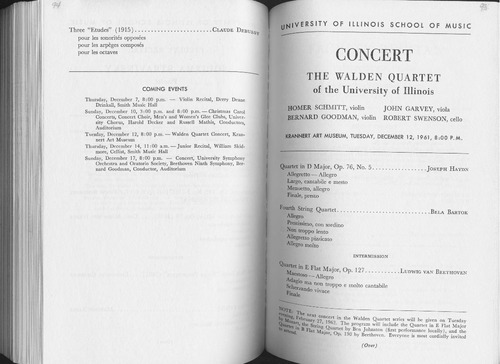 94
Three "Etudes" (1915)..............................Claude Debussy
pour les sonorités opposées
pour les arpèges composés
pour les octaves
COMING EVENTS
Thursday, December 7, 8:00 p.m. — Violin Recital, Derry Deane
Drinkall, Smith Music Hall
Sunday, December 10, 3:00 p.m. and 8:00 p.m. — Christmas Carol
Concerts, Concert Choir, Men's and Women's Glee Clubs, University
Chorus, Harold Decker and Russell Mathis, Conductors,
Auditorium
Tuesday, December 12, 8:00 p.m. — Walden Quartet Concert, Krannert
Art Museum
Thursday, December 14, 11:00 a.m. — Junior Recital, William Skidmore,
Cellist, Smith Music Hall
Sunday, December 17, 8:00 p.m. — Concert, University Symphony
Orchestra and Oratorio Society, Beethoven Ninth Symphony, Bernard
Goodman, Conductor, Auditorium
UNIVERSITY OF ILLINOIS SCHOOL OF MUSIC
CONCERT
THE WALDEN QUARTET
of the University of Illinois
HOMER SCHMITT, violin JOHN GARVEY, viola
BERNARD GOODMAN, violin ROBERT SWENSON, cello
KRANNERT ART MUSEUM, TUESDAY, DECEMBER 12, 1961, 8:00 P.M.
Quartet in D Major, Op. 76, No. 5..................Joseph Haydn
Allegretto — Allegro
Largo, cantabile e mesto
Menuetto, allegro
Finale, presto
Fourth String Quartet..............................Bela Bartok
Allegro
Prestissimo, con sordino
Non troppo lento
Allegretto pizzicato
Allegro molto
INTERMISSION
Quartet in E Flat Major, Op. 127.........Ludwig van Beethoven
Maestoso — Allegro
Adagio ma non troppo e molto cantabile
Scherzando vivace
Finale
NOTE: The next concert in the Walden Quartet series will be given on Tuesday
evening, February 27, 1962. The program will include the Quartet in B Flat Major
by Mozart, the String Quartet by Ben Johnston (first performance locally), and the
Quartet in B Flat Major, Op. 130 by Beethoven. Everyone is most cordially invited
(Over)